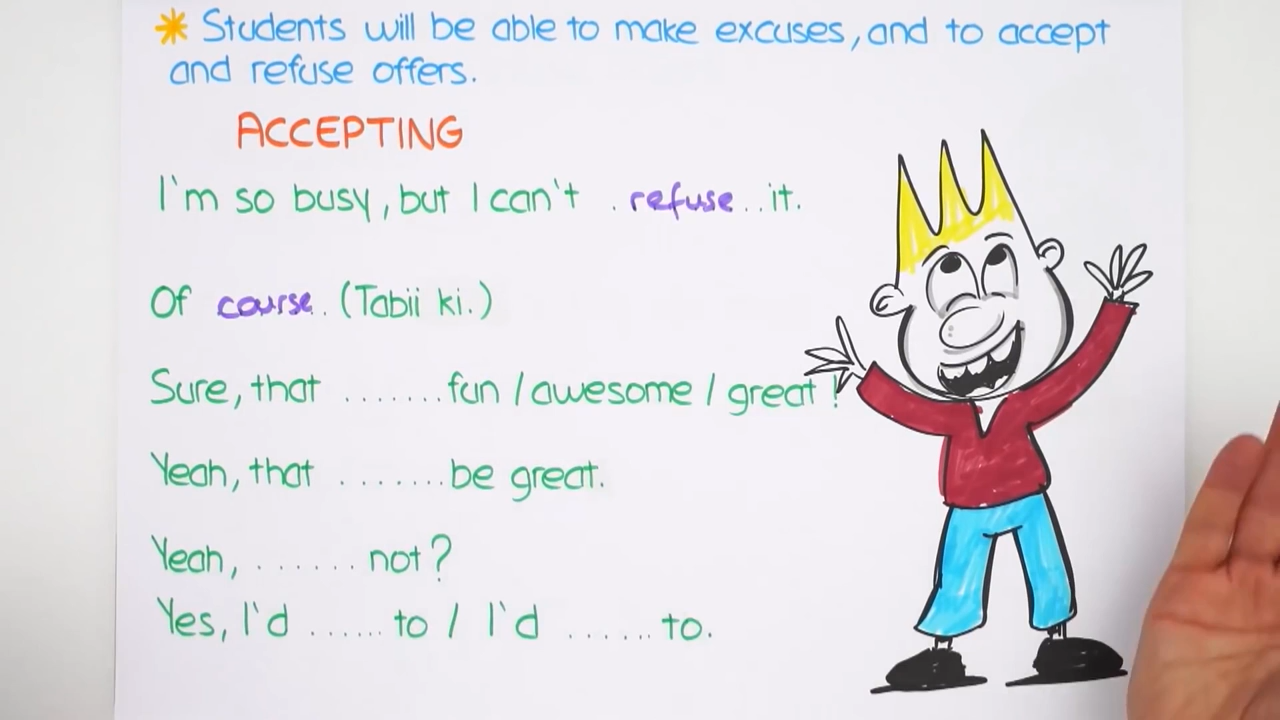 * Students will be able to make excuses, and to accept
and refuse offers.
ACCEPTING
I'm so busy, but I can't . refuse.. it.
Of course. (Tabii ki.)
Sure, that ....... fun / awesome / great !
Yeah, that ....... be great.
Yeah, ...... not?
Yes, I'd ...... to / I'd ...... to.